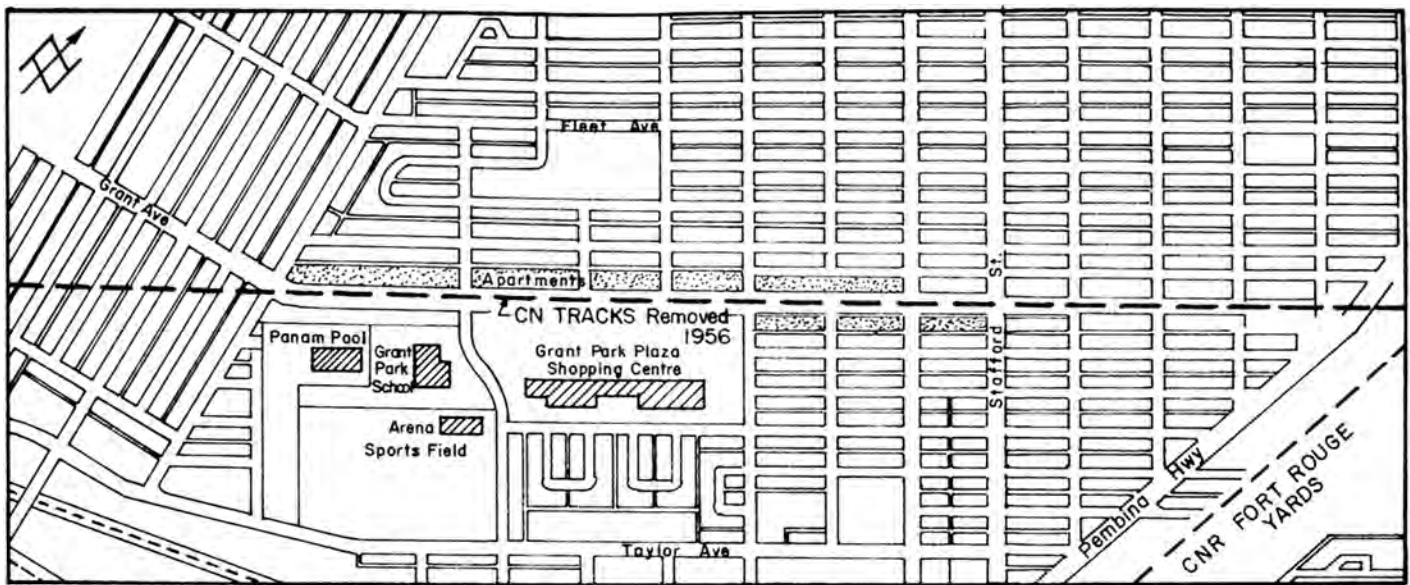 Fleet Ave
Grant Ave.
Apartments
St.
CN TRACKS Removed
1956
Stafford
Panam Pool
Grant
Park
School
Grant Park Plaza
Shopping Centre
Arena
Sports Field
Pembina Hwy
CNR FORT ROUGE
YARDS
Taylor Ave